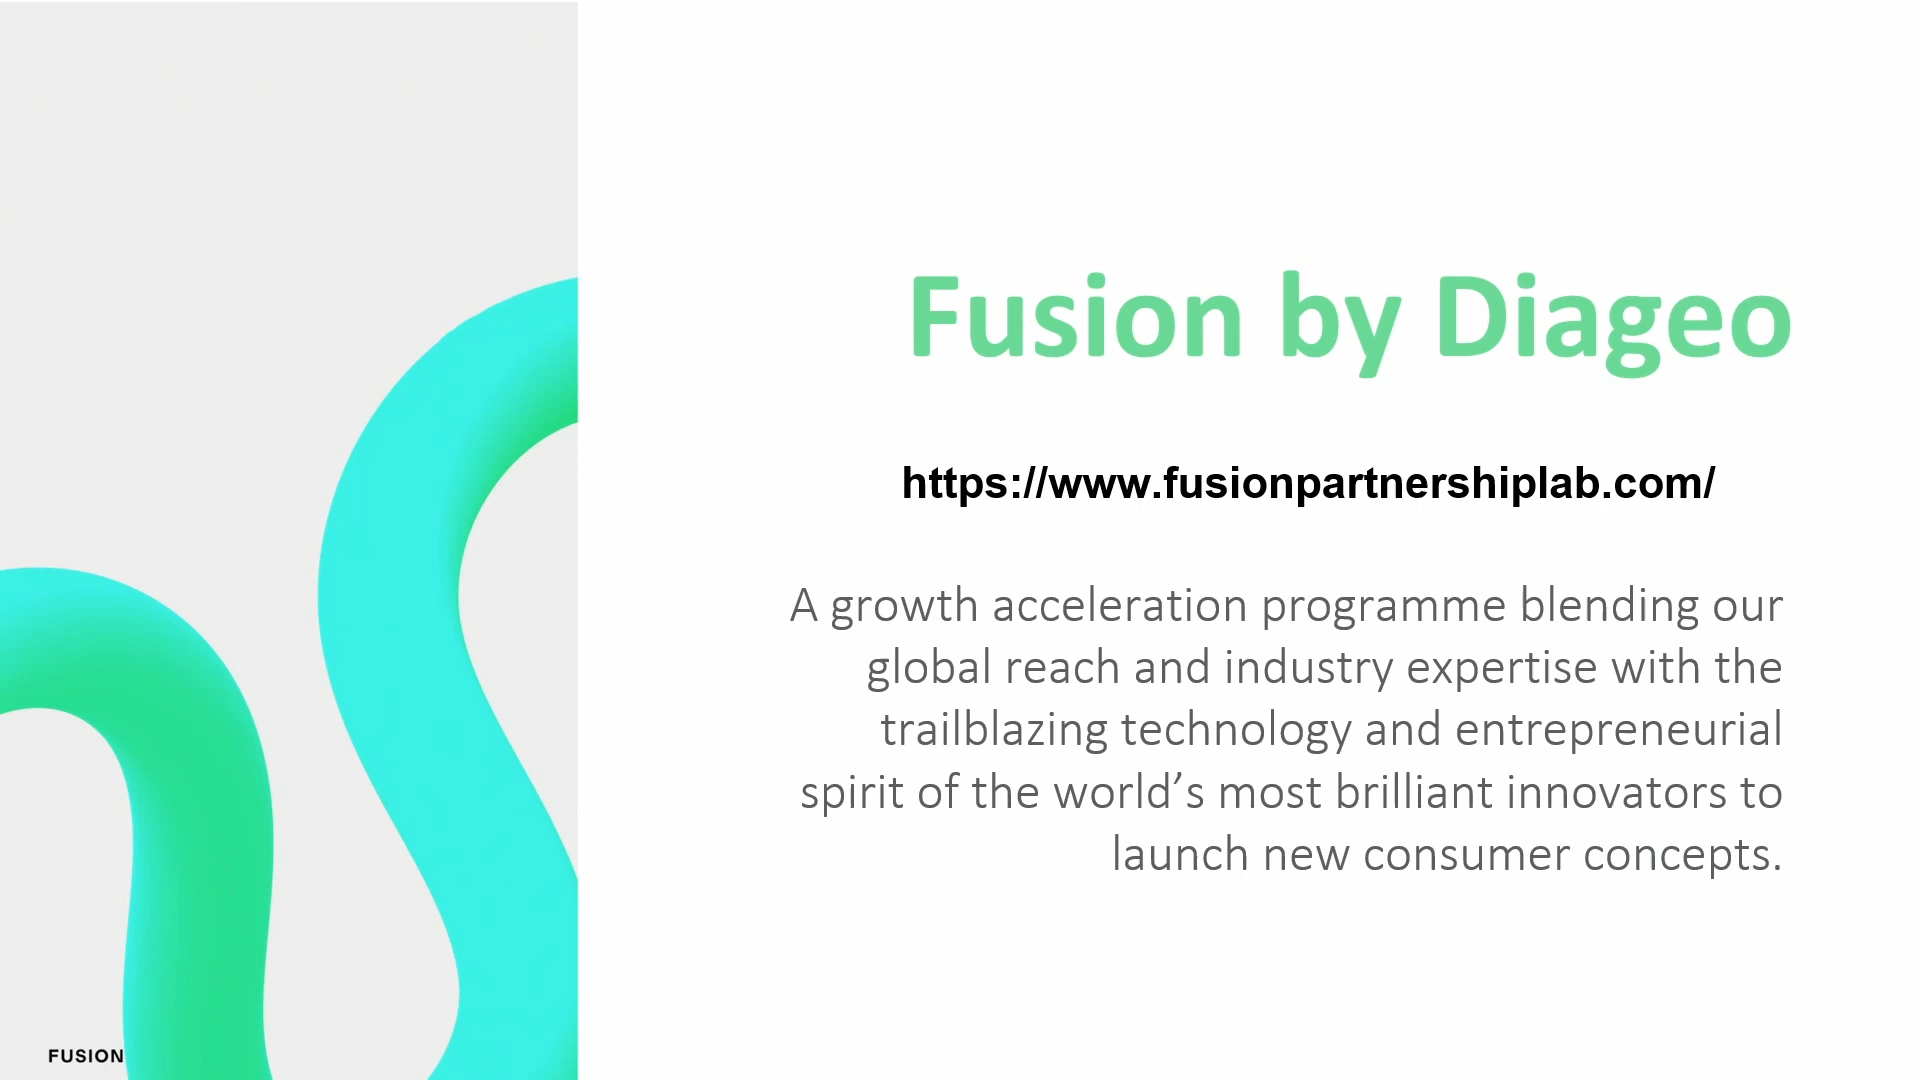 Fusion by Diageo
https://www.fusionpartnershiplab.com/
A growth acceleration programme blending our
global reach and industry expertise with the
trailblazing technology and entrepreneurial
spirit of the world’s most brilliant innovators to
launch new consumer concepts.
FUSION